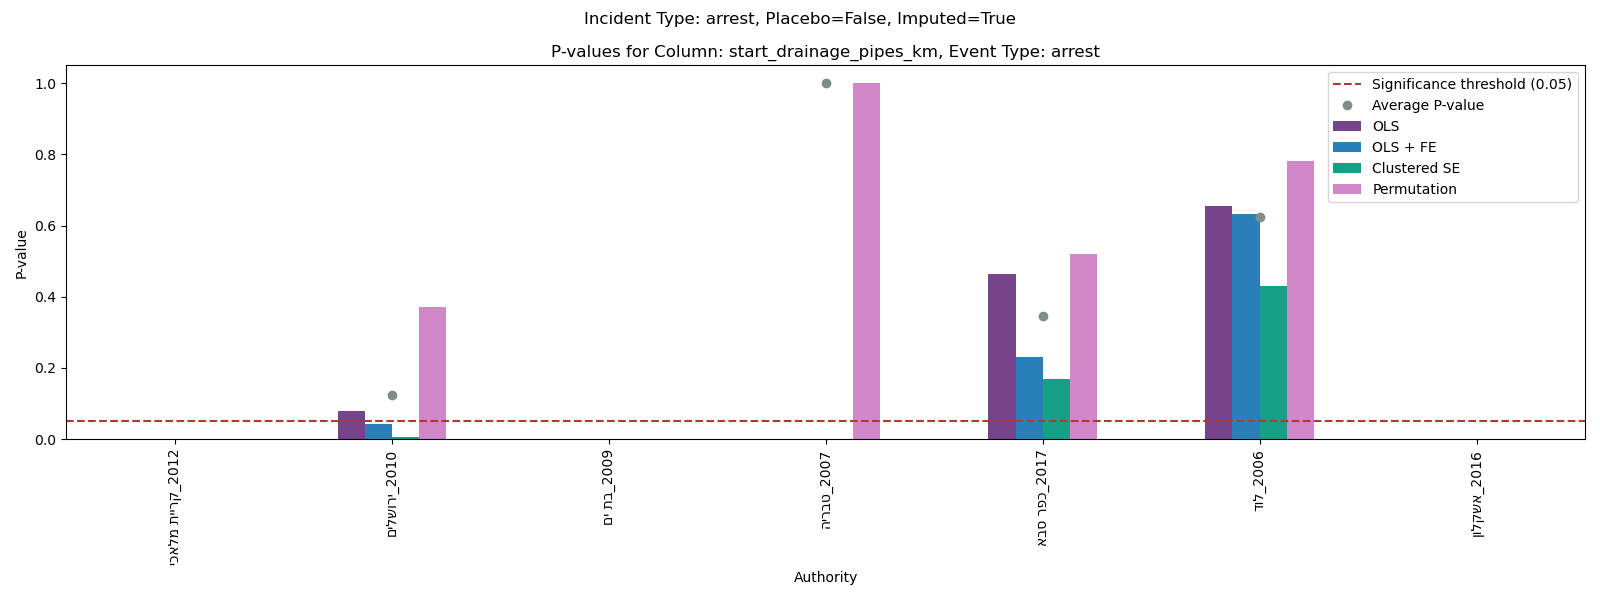 Incident Type: arrest, Placebo=False, Imputed=True
P-values for Column: start_drainage_pipes_km, Event Type: arrest
Significance threshold (0.05)
Average P-value
OLS
OLS + FE
Clustered SE
Permutation
P-value
1.0
0.8
0.6
0.4
0.2
0.0
קריית מלאכי_2012
ירושלים_2010
בת ים_2009
טבריה_2007
כפר סבא_2017
לוד_2006
אשקלון_2016
Authority